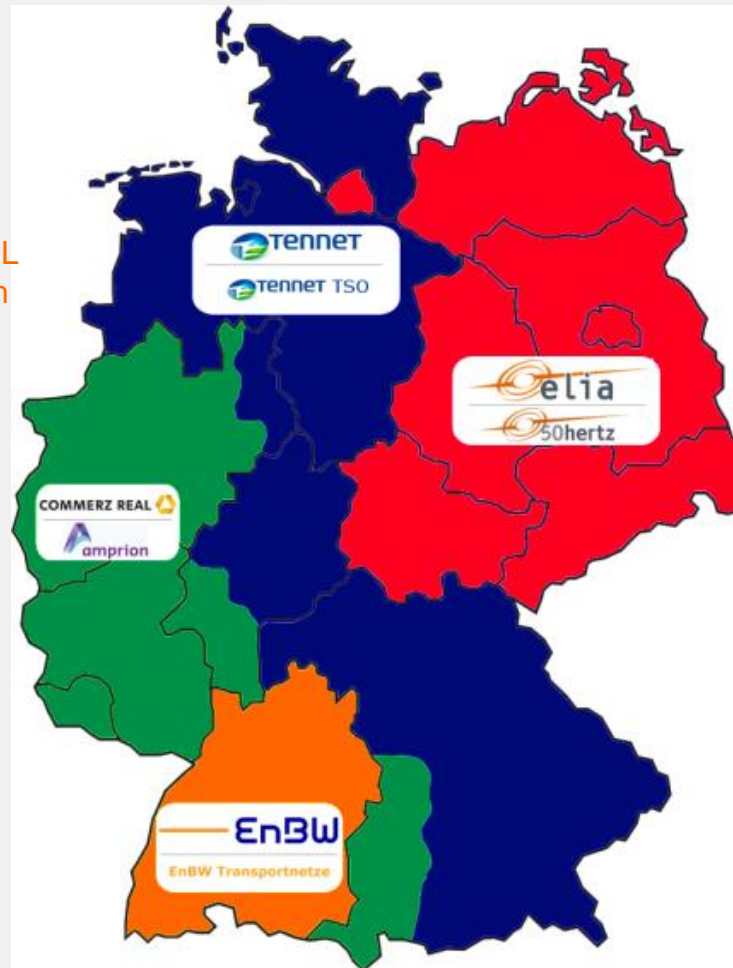 TENNET
TENNET TSO
L
n
elia
50hertz
COMMERZ REAL
amprion
EnBW
EnBW Transportnetze